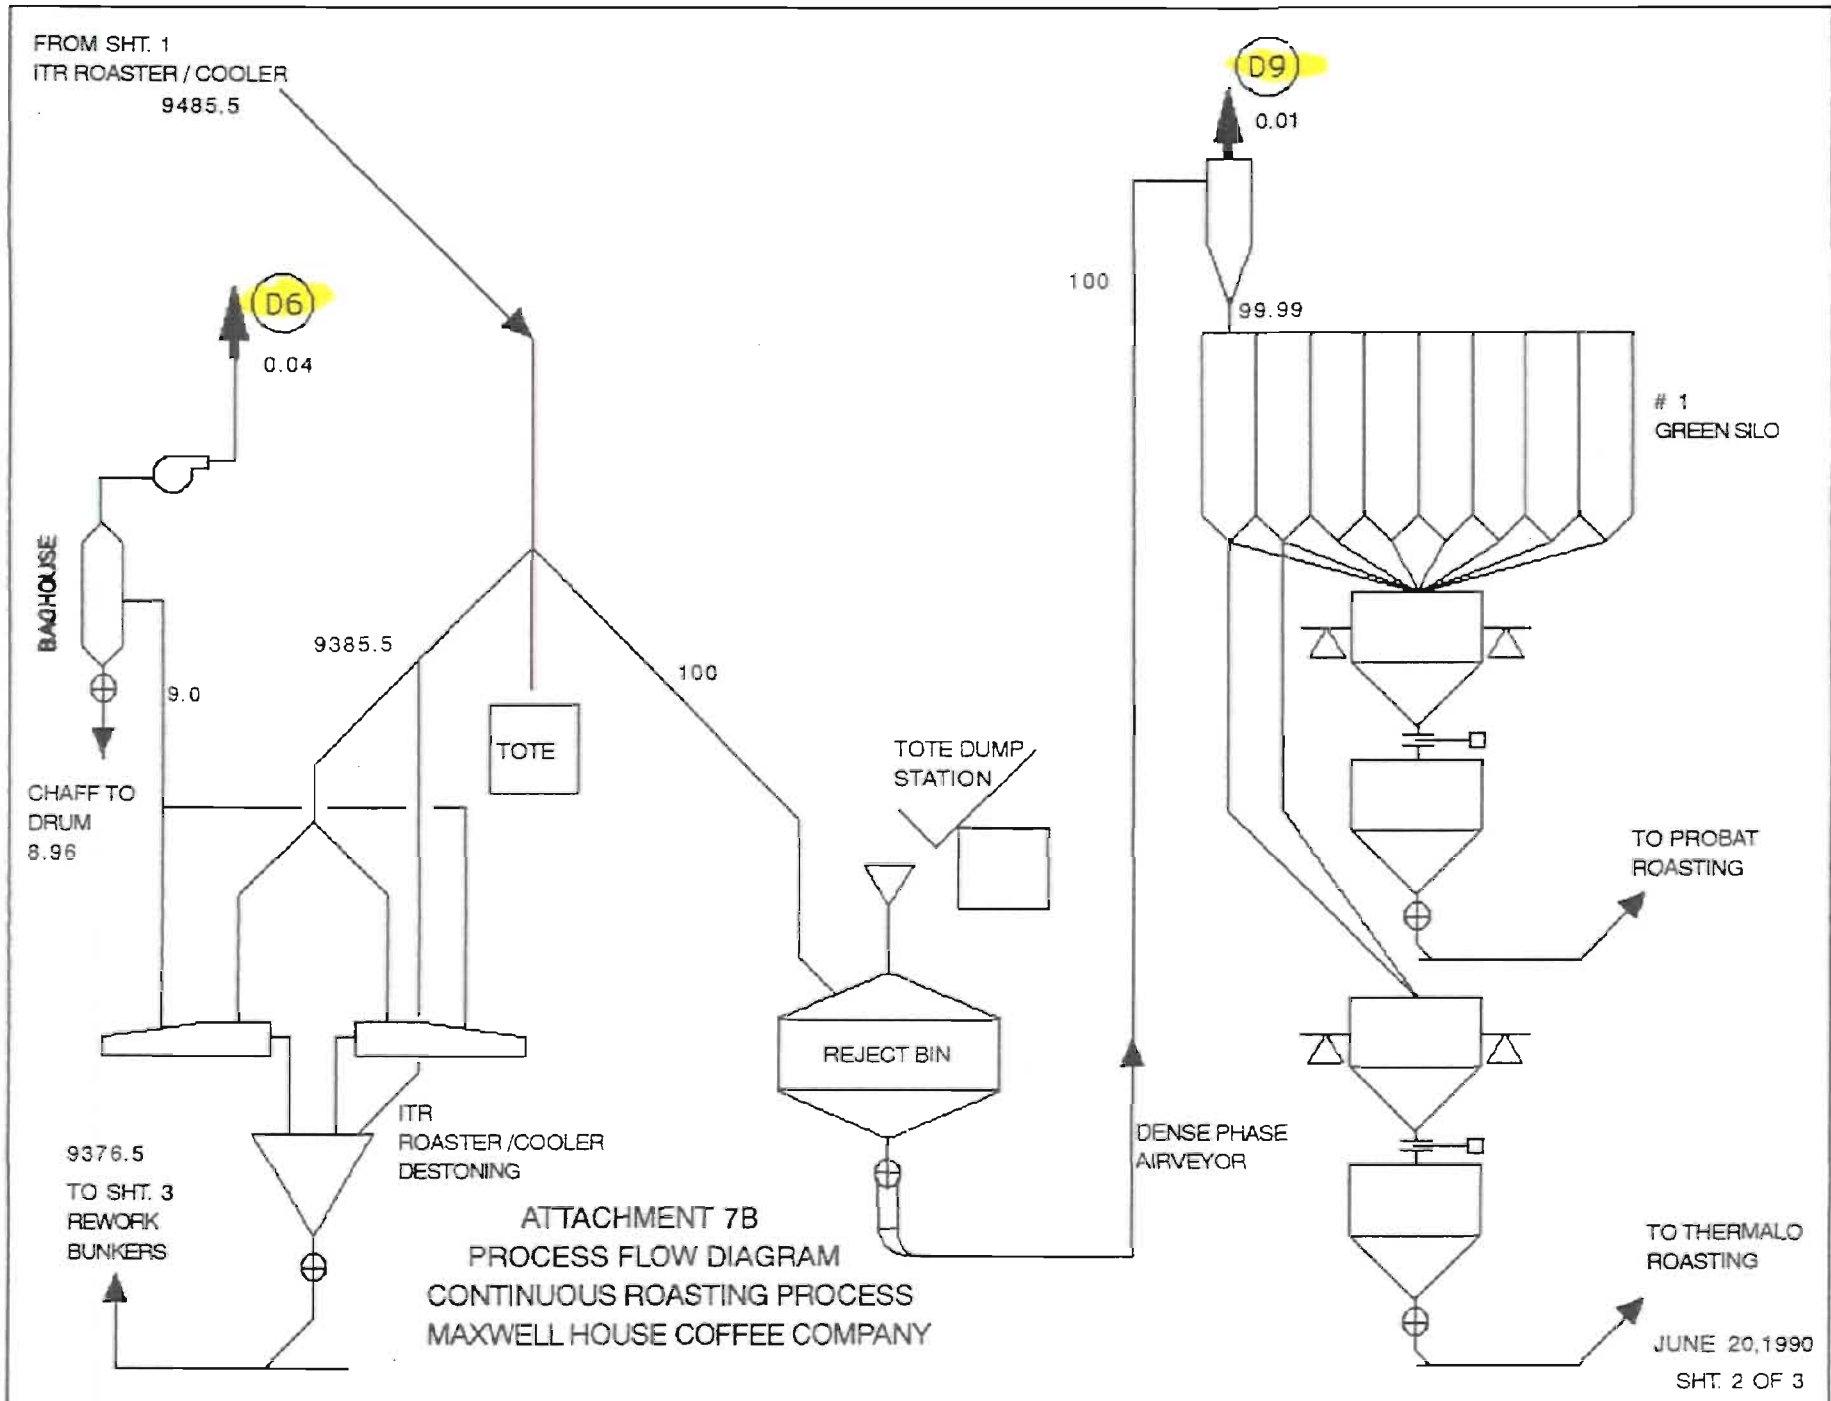 FROM SHT. 1
ITR ROASTER / COOLER
9485.5
D9
0.01
D6
0.04
100
99.99
# 1
GREEN SILO
BAGHOUSE
9385.5
100
9.0
TOTE
TOTE DUMP
STATION
CHAFF TO
DRUM
8.96
TO PROBAT
ROASTING
REJECT BIN
ITR
ROASTER /COOLER
DESTONING
DENSE PHASE
AIRVEYOR
9376.5
TO SHT. 3
REWORK
BUNKERS
ATTACHMENT 7B
PROCESS FLOW DIAGRAM
CONTINUOUS ROASTING PROCESS
MAXWELL HOUSE COFFEE COMPANY
TO THERMALO
ROASTING
JUNE 20,1990
SHT. 2 OF 3